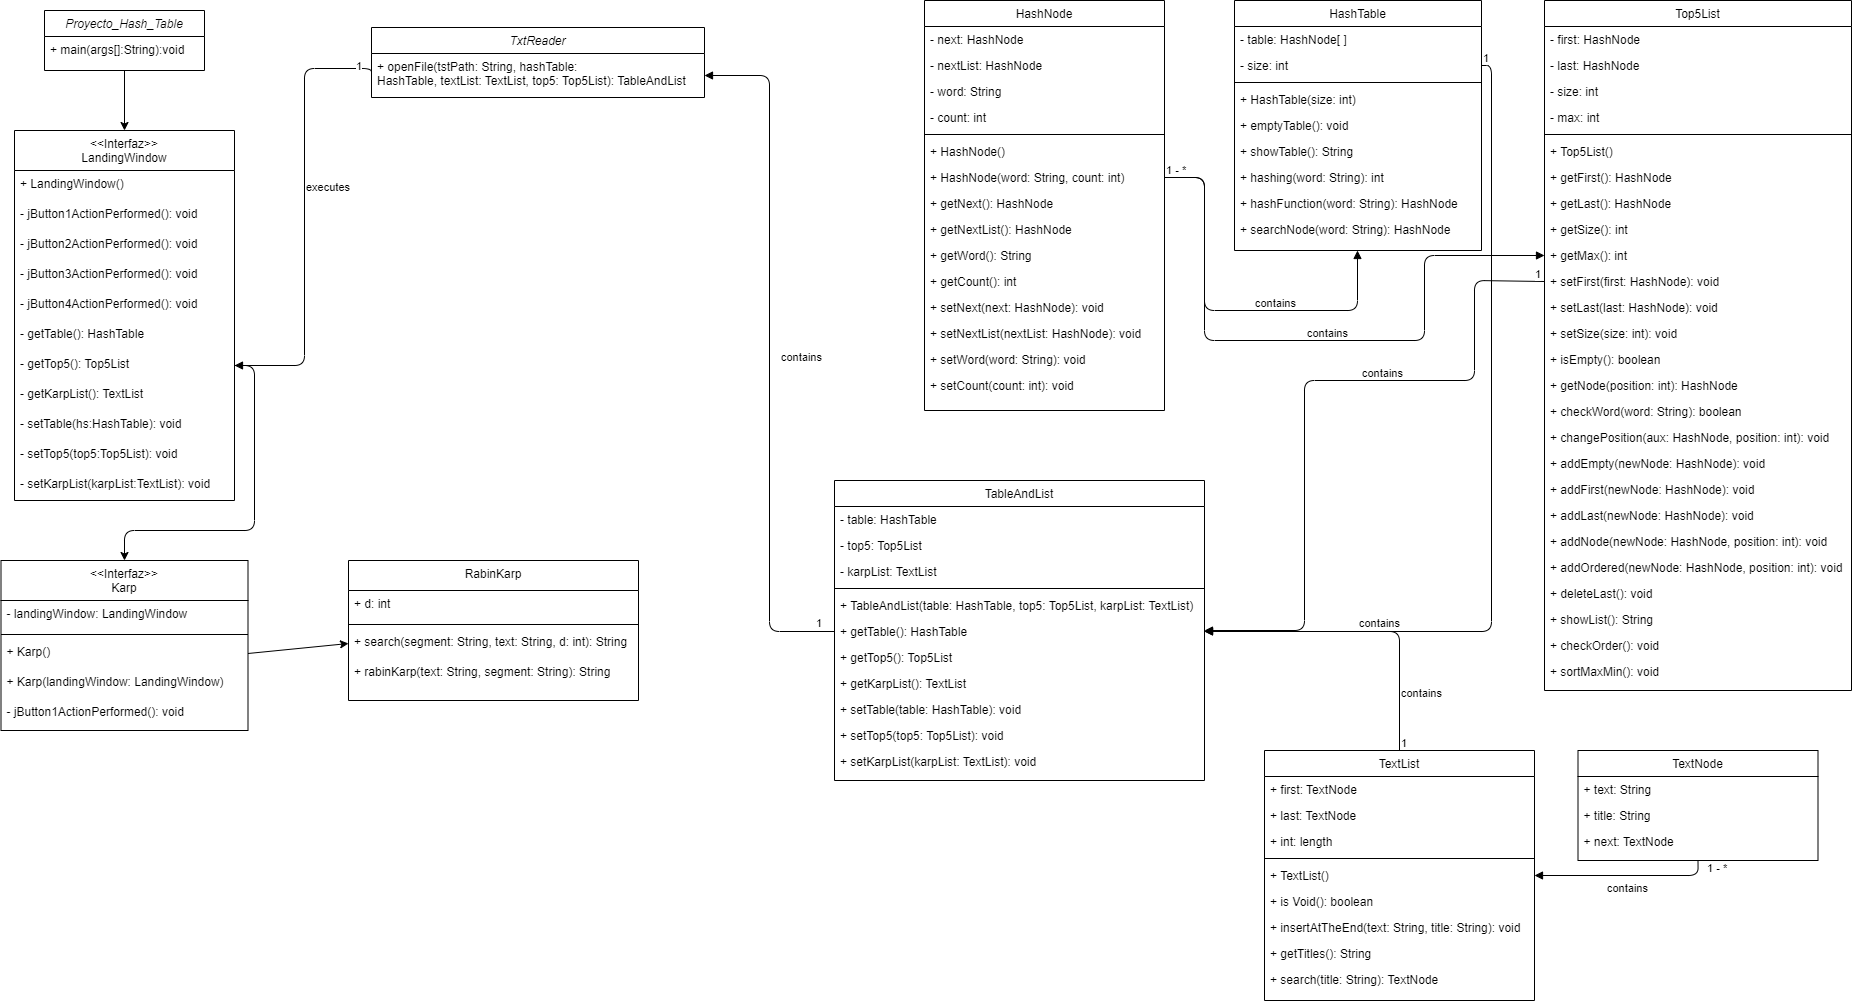 Proyecto_Hash_Table
+ main(args[]:String):void
<<Interfaz>>
LandingWindow
+ LandingWindow()
- jButton1ActionPerformed(): void
- jButton2ActionPerformed(): void
- jButton3ActionPerformed(): void
- jButton4ActionPerformed(): void
- getTable(): HashTable
- getTop5(): Top5List
- getKarpList(): TextList
- setTable(hs:HashTable): void
- setTop5(top5:Top5List): void
- setKarpList(karpList:TextList): void
<<Interfaz>>
Karp
- landingWindow: LandingWindow
+ Karp()
+ Karp(landingWindow: LandingWindow)
- jButton1ActionPerformed(): void
RabinKarp
+ d: int
+ search(segment: String, text: String, d: int): String
+ rabinKarp(text: String, segment: String): String
TxtReader
+ openFile(tstPath: String, hashTable:
HashTable, textList: TextList, top5: Top5List): TableAndList
1
executes
contains
1
HashNode
- next: HashNode
- nextList: HashNode
- word: String
- count: int
+ HashNode()
+ HashNode(word: String, count: int)
+ getNext(): HashNode
+ getNextList(): HashNode
+ getWord(): String
+ getCount(): int
+ setNext(next: HashNode): void
+ setNextList(nextList: HashNode): void
+ setWord(word: String): void
+ setCount(count: int): void
1 - *
contains
contains
HashTable
- table: HashNode[ ]
- size: int
+ HashTable(size: int)
+ emptyTable(): void
+ showTable(): String
+ hashing(word: String): int
+ hashFunction(word: String): HashNode
+ searchNode(word: String): HashNode
1
Top5List
- first: HashNode
- last: HashNode
- size: int
- max: int
+ Top5List()
+ getFirst(): HashNode
+ getLast(): HashNode
+ getSize(): int
+ getMax(): int
+ setFirst(first: HashNode): void
+ setLast(last: HashNode): void
+ setSize(size: int): void
+ isEmpty(): boolean
+ getNode(position: int): HashNode
+ checkWord(word: String): boolean
+ changePosition(aux: HashNode, position: int): void
+ addEmpty(newNode: HashNode): void
+ addFirst(newNode: HashNode): void
+ addLast(newNode: HashNode): void
+ addNode(newNode: HashNode, position: int): void
+ addOrdered(newNode: HashNode, position: int): void
+ deleteLast(): void
+ showList(): String
+ checkOrder(): void
+ sortMaxMin(): void
1
contains
TableAndList
- table: HashTable
- top5: Top5List
- karpList: TextList
+ TableAndList(table: HashTable, top5: Top5List, karpList: TextList)
+ getTable(): HashTable
+ getTop5(): Top5List
+ getKarpList(): TextList
+ setTable(table: HashTable): void
+ setTop5(top5: Top5List): void
+ setKarpList(karpList: TextList): void
contains
contains
1
TextList
+ first: TextNode
+ last: TextNode
+ int: length
+ TextList()
+ is Void(): boolean
+ insertAtTheEnd(text: String, title: String): void
+ getTitles(): String
+ search(title: String): TextNode
TextNode
+ text: String
+ title: String
+ next: TextNode
1 - *
contains